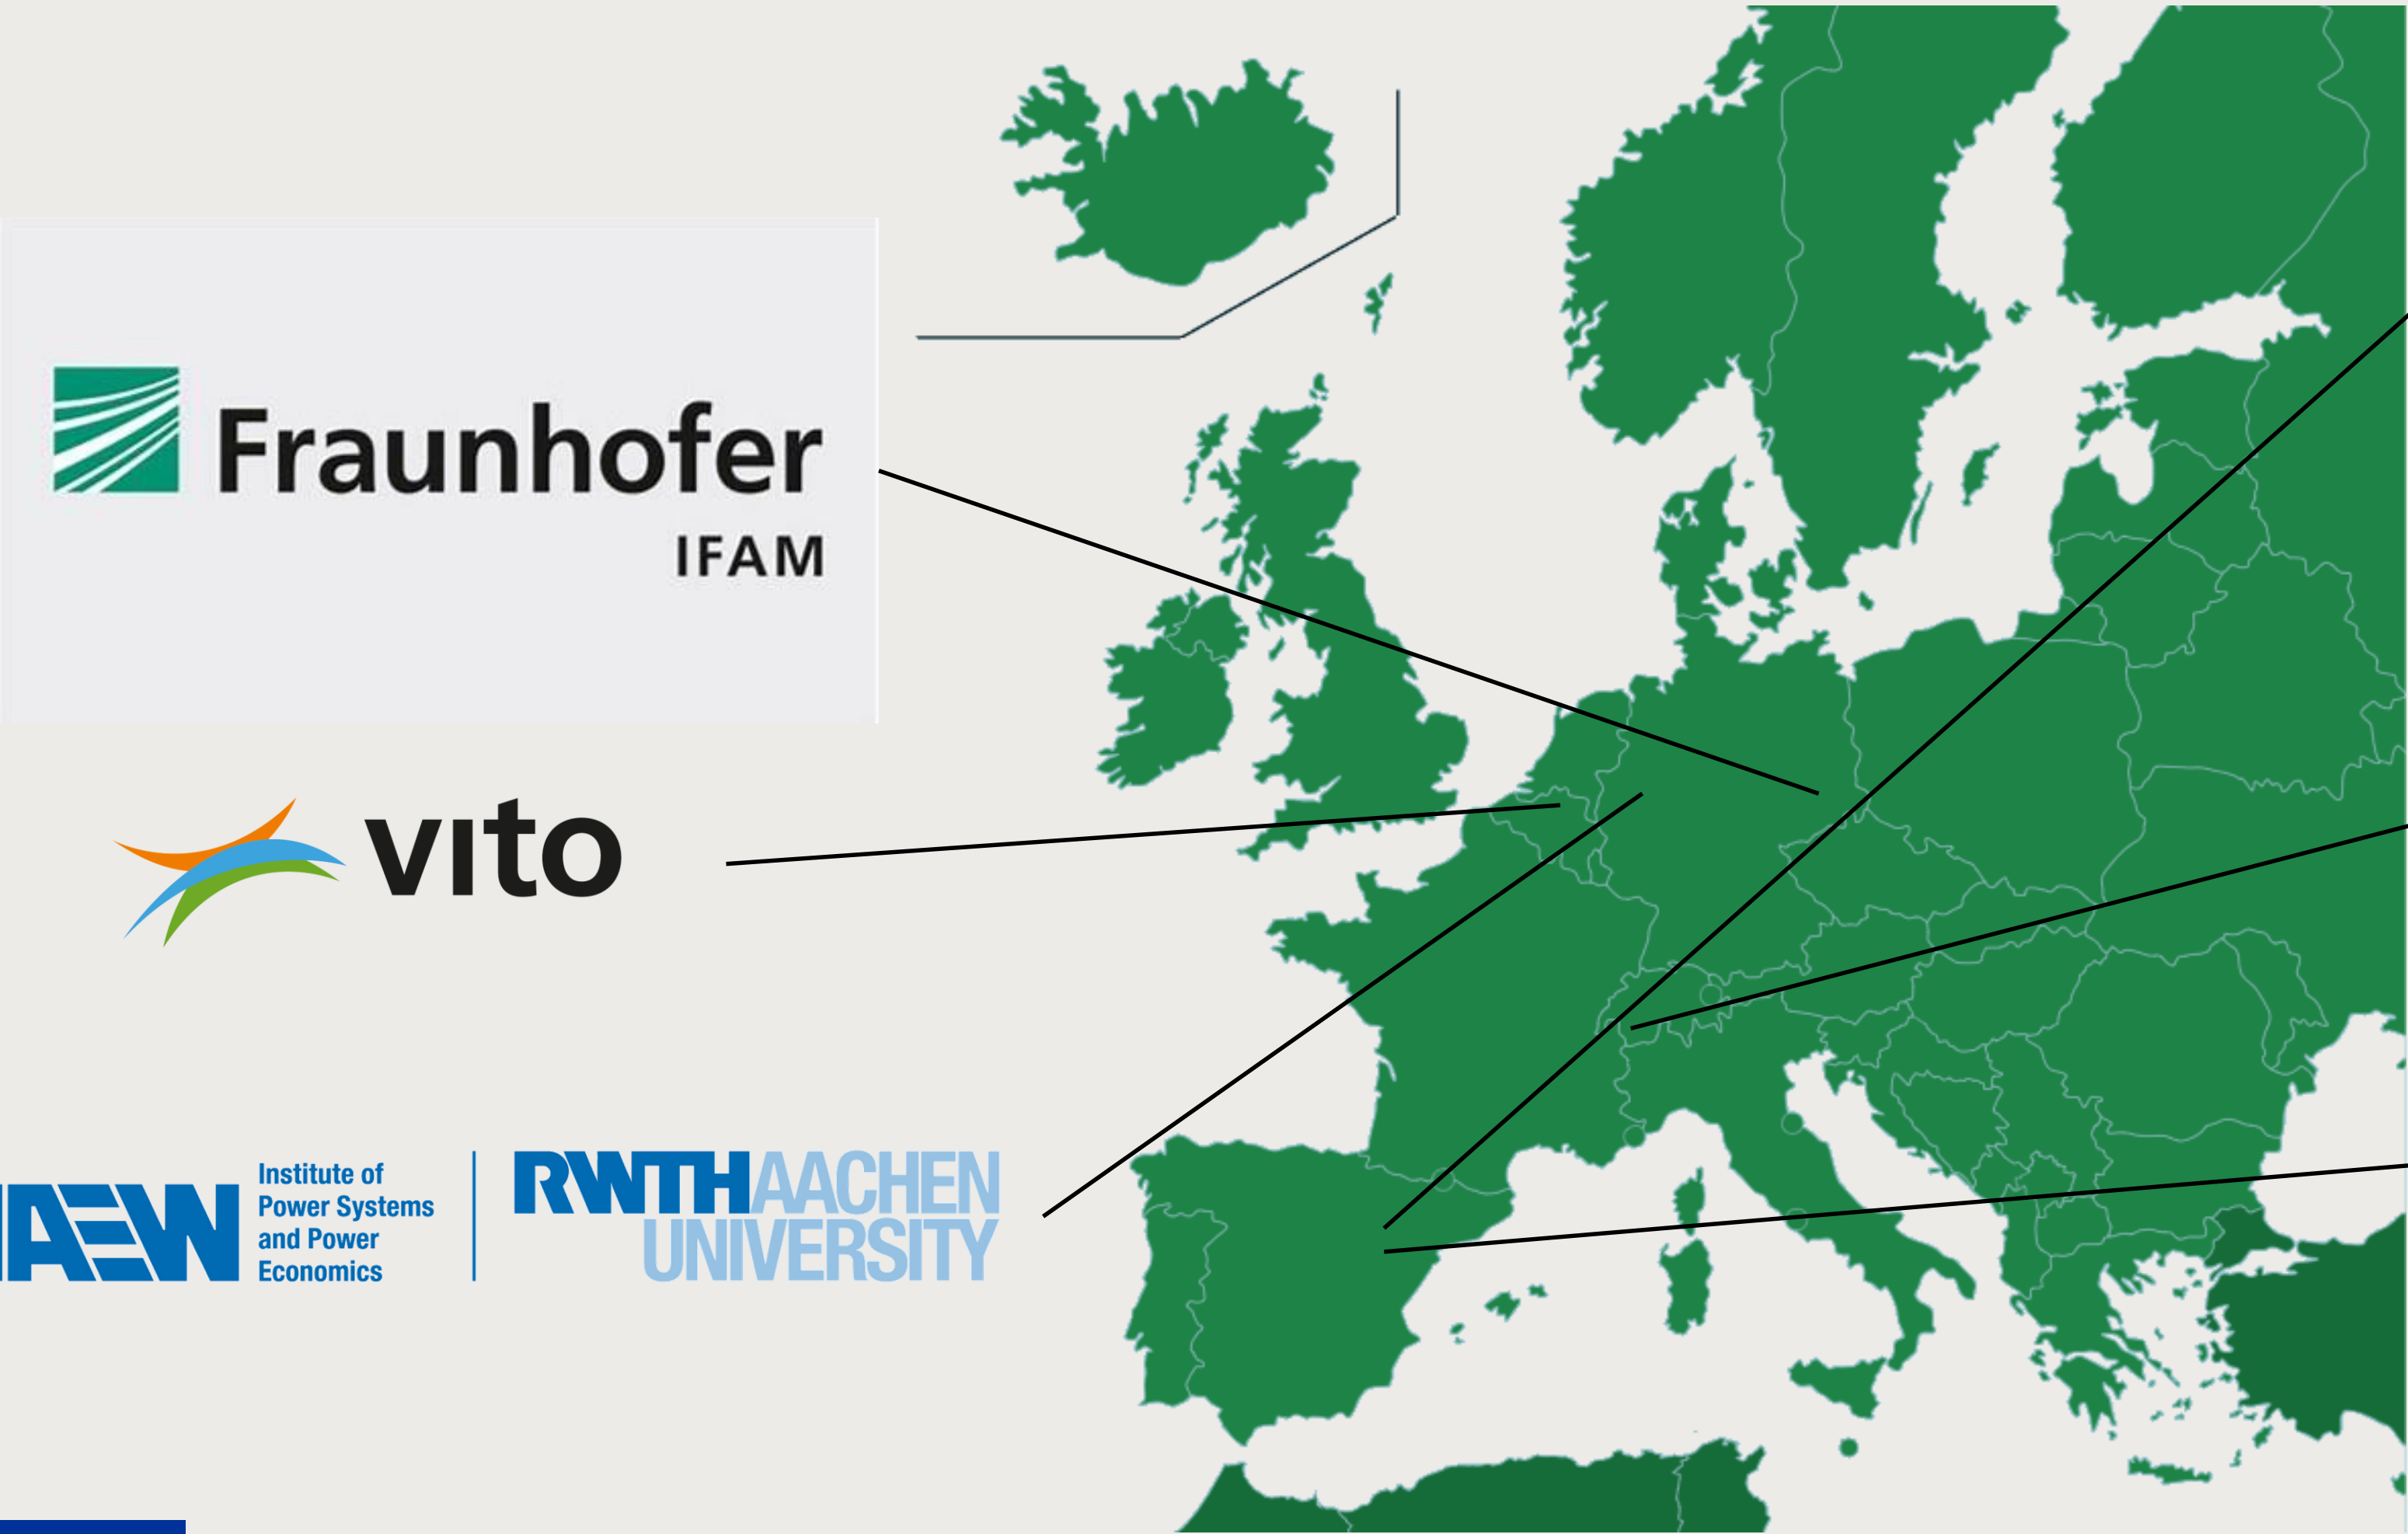 Fraunhofer
IFAM
vito
IAEW
Institute of
Power Systems
and Power
Economics
RWTHAACHEN
UNIVERSITY